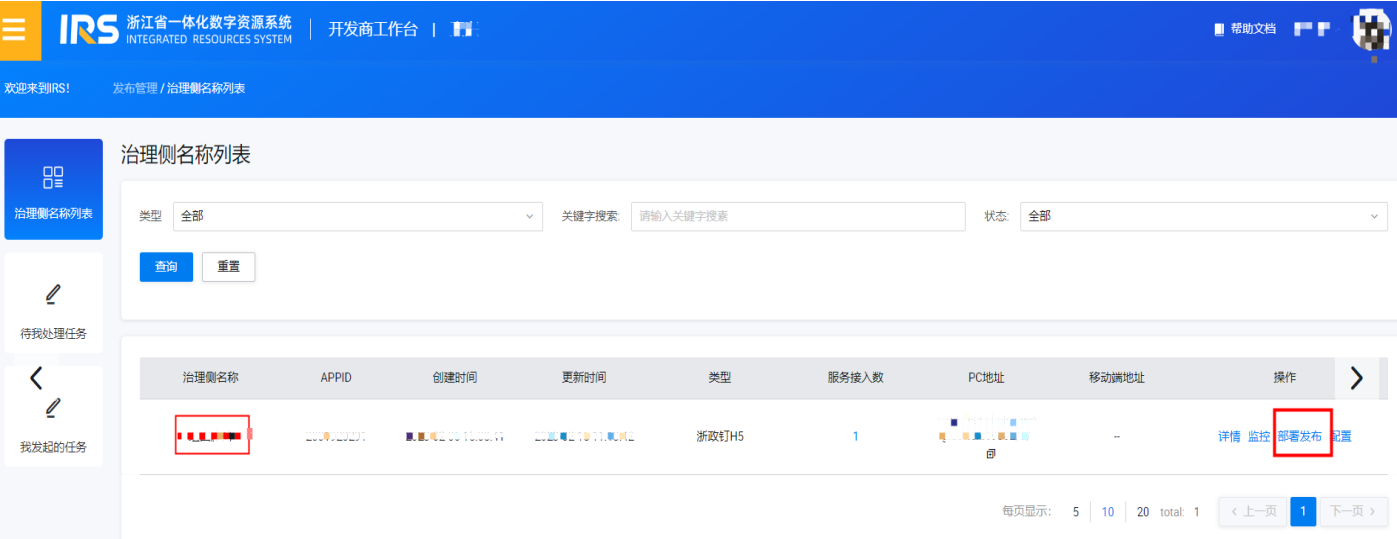 IRS 浙江省一体化数字资源系统 开发商工作台 | 帮助文档
INTEGRATED RESOURCES SYSTEM
欢迎来到IRS! 发布管理 / 治理侧名称列表
治理侧名称列表
治理侧名称列表
类型 全部 关键字搜索: 请输入关键字搜索 状态: 全部
查询 重置
待我处理任务
治理侧名称 APPID 创建时间 更新时间 类型 服务接入数 PC地址 移动端地址 操作
浙政钉H5 1 -- 详情 监控 部署发布 配置
我发起的任务
每页显示: 5 10 20 total: 1 上一页 1 下一页